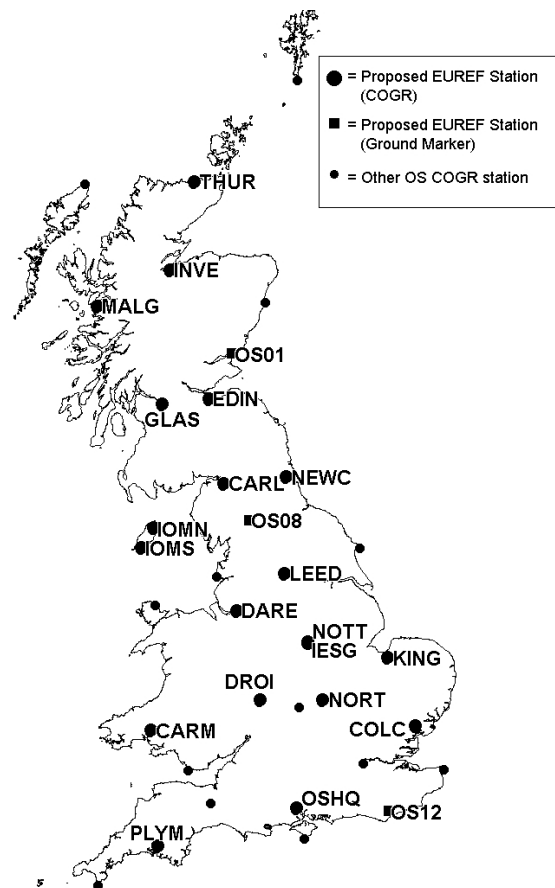 = Proposed EUREF Station
(COGR)
= Proposed EUREF Station
(Ground Marker)
= Other OS COGR station
THUR
INVE
MALG
OS01
EDIN
GLAS
NEWC
CARL
OS08
IOMN
IOMS
LEED
DARE
NOTT
IESG
KING
DROI
NORT
COLC
CARM
OSHQ
OS12
PLYM